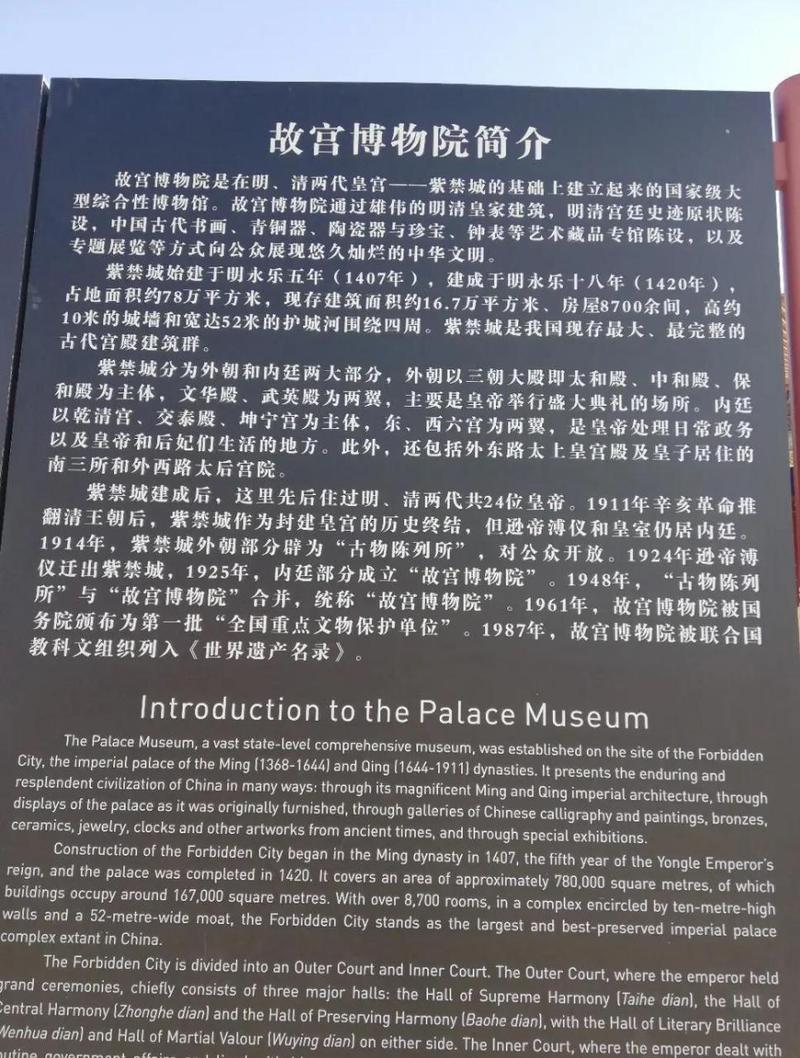 故宫博物院简介
故宫博物院是在明、清两代皇宫——紫禁城的基础上建立起来的国家级大
型综合性博物馆。故宫博物院通过雄伟的明清皇家建筑，明清宫廷史迹原状陈
设，中国古代书画、青铜器、陶瓷器与珍宝、钟表等艺术藏品专馆陈设，以及
专题展览等方式向公众展现悠久灿烂的中华文明。
紫禁城始建于明永乐五年（1407年），建成于明永乐十八年（1420年），
占地面积约78万平方米，现存建筑面积约16.7万平方米、房屋8700余间，高约
10米的城墙和宽达52米的护城河围绕四周。紫禁城是我国现存最大、最完整的
古代宫殿建筑群。
紫禁城分为外朝和内廷两大部分，外朝以三朝大殿即太和殿、中和殿、保
和殿为主体，文华殿、武英殿为两翼，主要是皇帝举行盛大典礼的场所。内廷
以乾清宫、交泰殿、坤宁宫为主体，东、西六宫为两翼，是皇帝处理日常政务
以及皇帝和后妃们生活的地方。此外，还包括外东路太上皇宫殿及皇子居住的
南三所和外西路太后宫院。
紫禁城建成后，这里先后住过明、清两代共24位皇帝。1911年辛亥革命推
翻清王朝后，紫禁城作为封建皇宫的历史终结，但逊帝溥仪和皇室仍居内廷。
1914年，紫禁城外朝部分辟为“古物陈列所”，对公众开放。1924年逊帝溥
仪迁出紫禁城，1925年，内廷部分成立“故宫博物院”。1948年，“古物陈列
所”与“故宫博物院”合并，统称“故宫博物院”。1961年，故宫博物院被国
务院颁布为第一批“全国重点文物保护单位”。1987年，故宫博物院被联合国
教科文组织列入《世界遗产名录》。
Introduction to the Palace Museum
The Palace Museum, a vast state-level comprehensive museum, was established on the site of the Forbidden
City, the imperial palace of the Ming (1368-1644) and Qing (1644-1911) dynasties. It presents the enduring and
resplendent civilization of China in many ways: through its magnificent Ming and Qing imperial architecture, through
displays of the palace as it was originally furnished, through galleries of Chinese calligraphy and paintings, bronzes,
ceramics, jewelry, clocks and other artworks from ancient times, and through special exhibitions.
Construction of the Forbidden City began in the Ming dynasty in 1407, the fifth year of the Yongle Emperor's
reign, and the palace was completed in 1420. It covers an area of approximately 780,000 square metres, of which
buildings occupy around 167,000 square metres. With over 8,700 rooms, in a complex encircled by ten-metre-high
walls and a 52-metre-wide moat, the Forbidden City stands as the largest and best-preserved imperial palace
complex extant in China.
The Forbidden City is divided into an Outer Court and Inner Court. The Outer Court, where the emperor held
grand ceremonies, chiefly consists of three major halls: the Hall of Supreme Harmony (Taihe dian), the Hall of
Central Harmony (Zhonghe dian) and the Hall of Preserving Harmony (Baohe dian), with the Hall of Literary Brilliance
(Wenhua dian) and Hall of Martial Valour (Wuying dian) on either side. The Inner Court, where the emperor dealt with